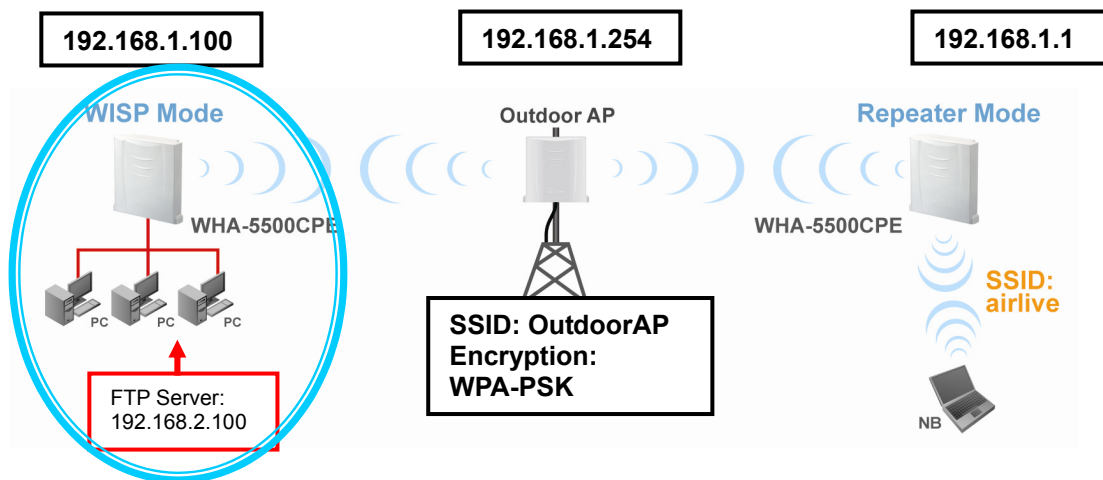 192.168.1.100
192.168.1.254
192.168.1.1
WISP Mode
Outdoor AP
Repeater Mode
WHA-5500CPE
WHA-5500CPE
PC
PC
PC
SSID:
airlive
SSID: OutdoorAP
Encryption:
WPA-PSK
FTP Server:
192.168.2.100
NB